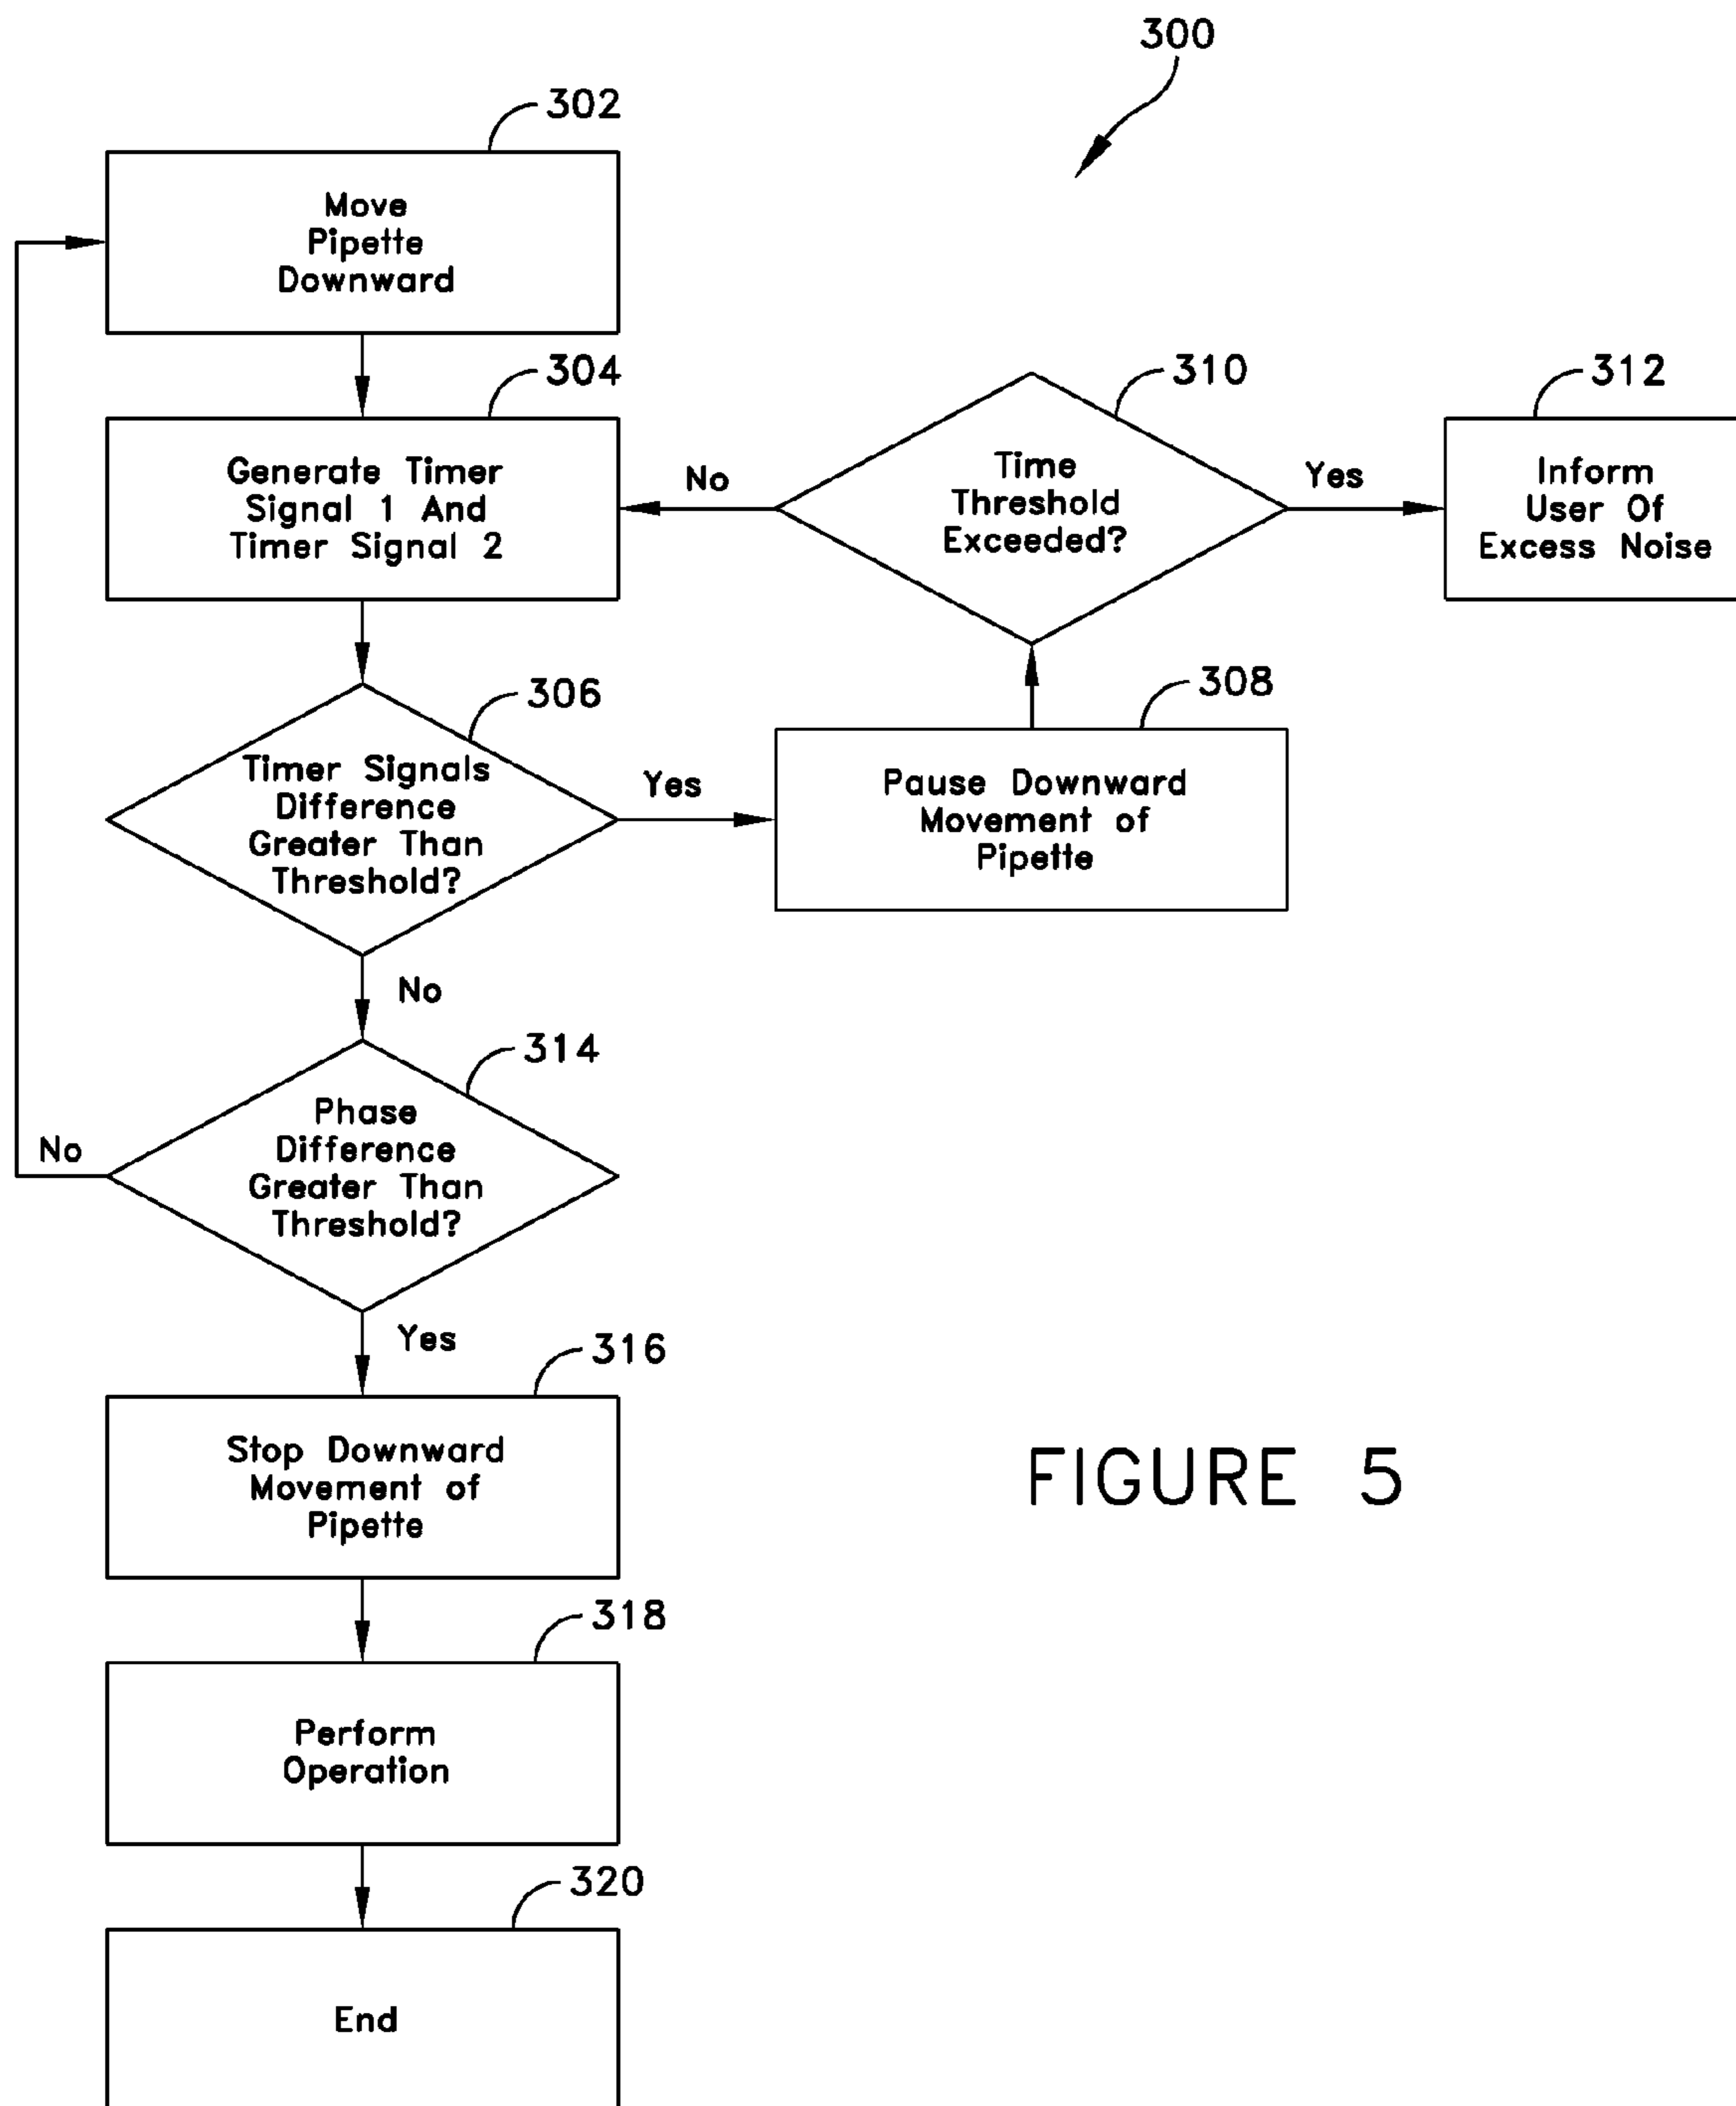 300
302
Move
Pipette
Downward
304
Generate Timer
Signal 1 And
Timer Signal 2
No
310
Time
Threshold
Exceeded?
Yes
312
Inform
User Of
Excess Noise
306
Timer Signals
Difference
Greater Than
Threshold?
Yes
308
Pause Downward
Movement of
Pipette
No
314
Phase
Difference
Greater Than
Threshold?
No
Yes
316
Stop Downward
Movement of
Pipette
FIGURE 5
318
Perform
Operation
320
End